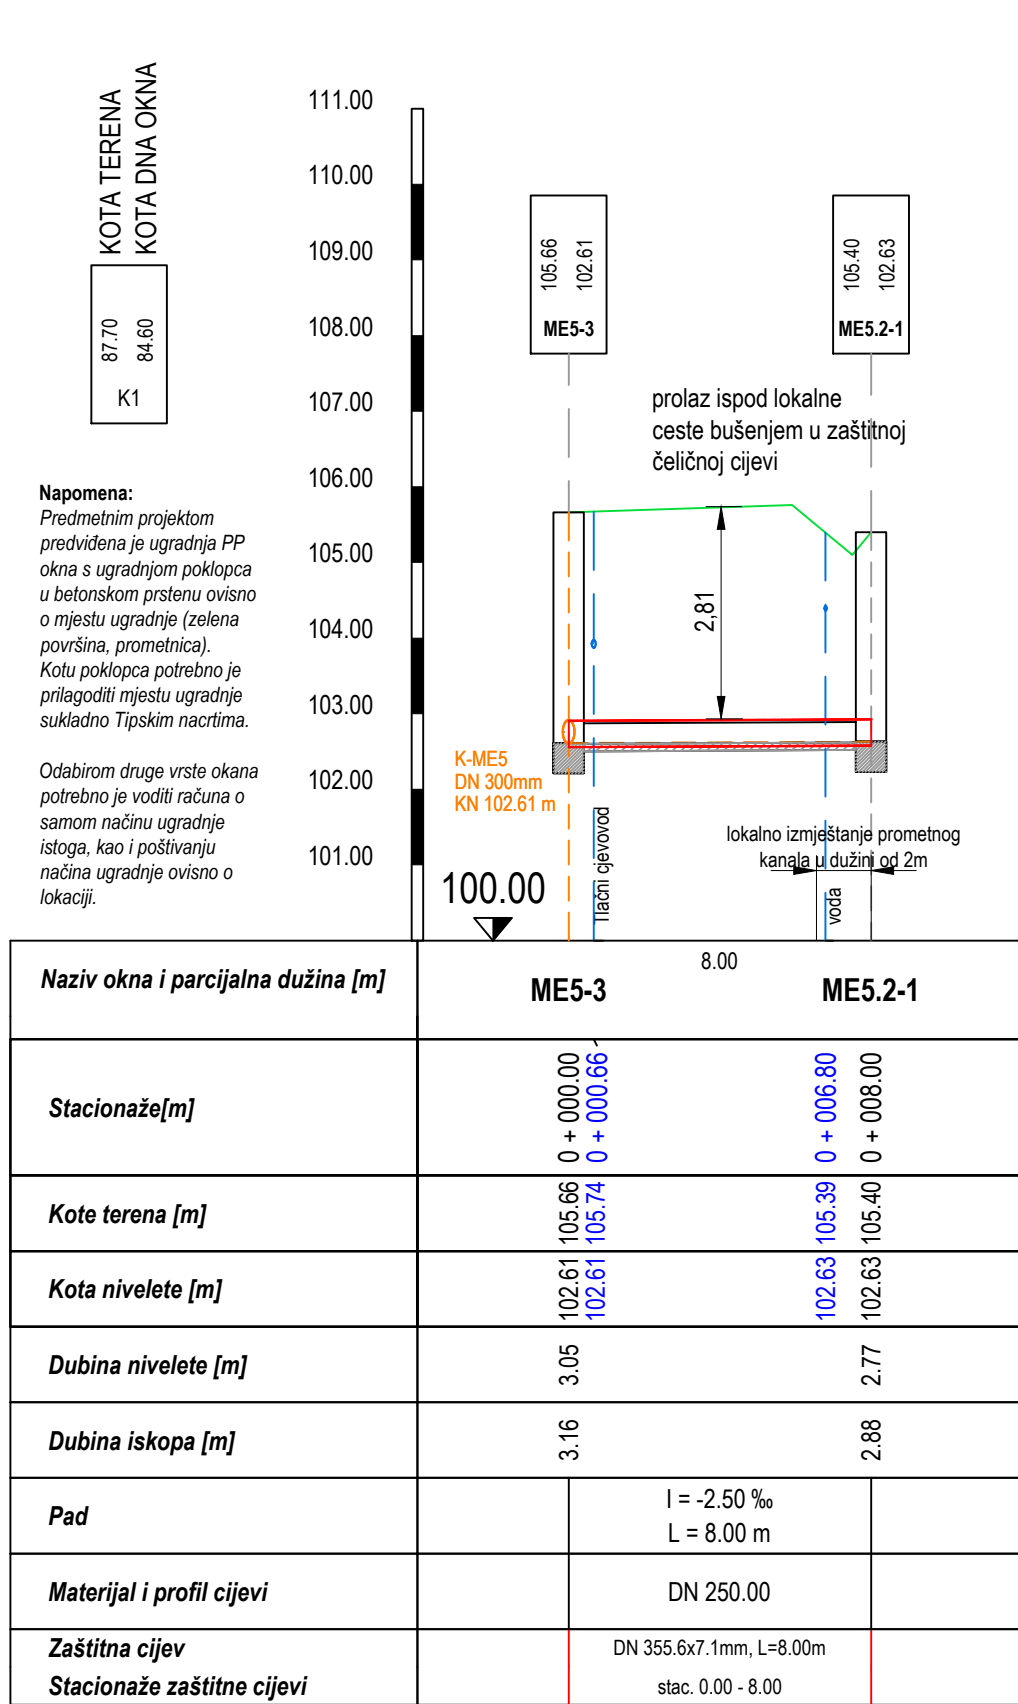 KOTA TERENA
KOTA DNA OKNA
87.70
84.60
K1
Napomena:
Predmetnim projektom
predviđena je ugradnja PP
okna s ugradnjom poklopca
u betonskom prstenu ovisno
o mjestu ugradnje (zelena
površina, prometnica).
Kotu poklopca potrebno je
prilagoditi mjestu ugradnje
sukladno Tipskim nacrtima.
Odabirom druge vrste okana
potrebno je voditi računa o
samom načinu ugradnje
istoga, kao i poštivanju
načina ugradnje ovisno o
lokaciji.
111.00
110.00
109.00
108.00
107.00
106.00
105.00
104.00
103.00
102.00
101.00
100.00
105.66
102.61
ME5-3
105.40
102.63
ME5.2-1
prolaz ispod lokalne
ceste bušenjem u zaštitnoj
čeličnoj cijevi
2,81
K-ME5
DN 300mm
KN 102.61 m
Tlačni cjevovod
lokalno izmještanje prometnog
kanala u dužini od 2m
voda
Naziv okna i parcijalna dužina [m]
8.00
ME5-3 ME5.2-1
Stacionaže[m]
0 + 000.00
0 + 000.66
0 + 006.80
0 + 008.00
Kote terena [m]
105.66
105.74
105.39
105.40
Kota nivelete [m]
102.61
102.61
102.63
102.63
Dubina nivelete [m]
3.05
2.77
Dubina iskopa [m]
3.16
2.88
Pad
I = -2.50 ‰
L = 8.00 m
Materijal i profil cijevi
DN 250.00
Zaštitna cijev
DN 355.6x7.1mm, L=8.00m
Stacionaže zaštitne cijevi
stac. 0.00 - 8.00